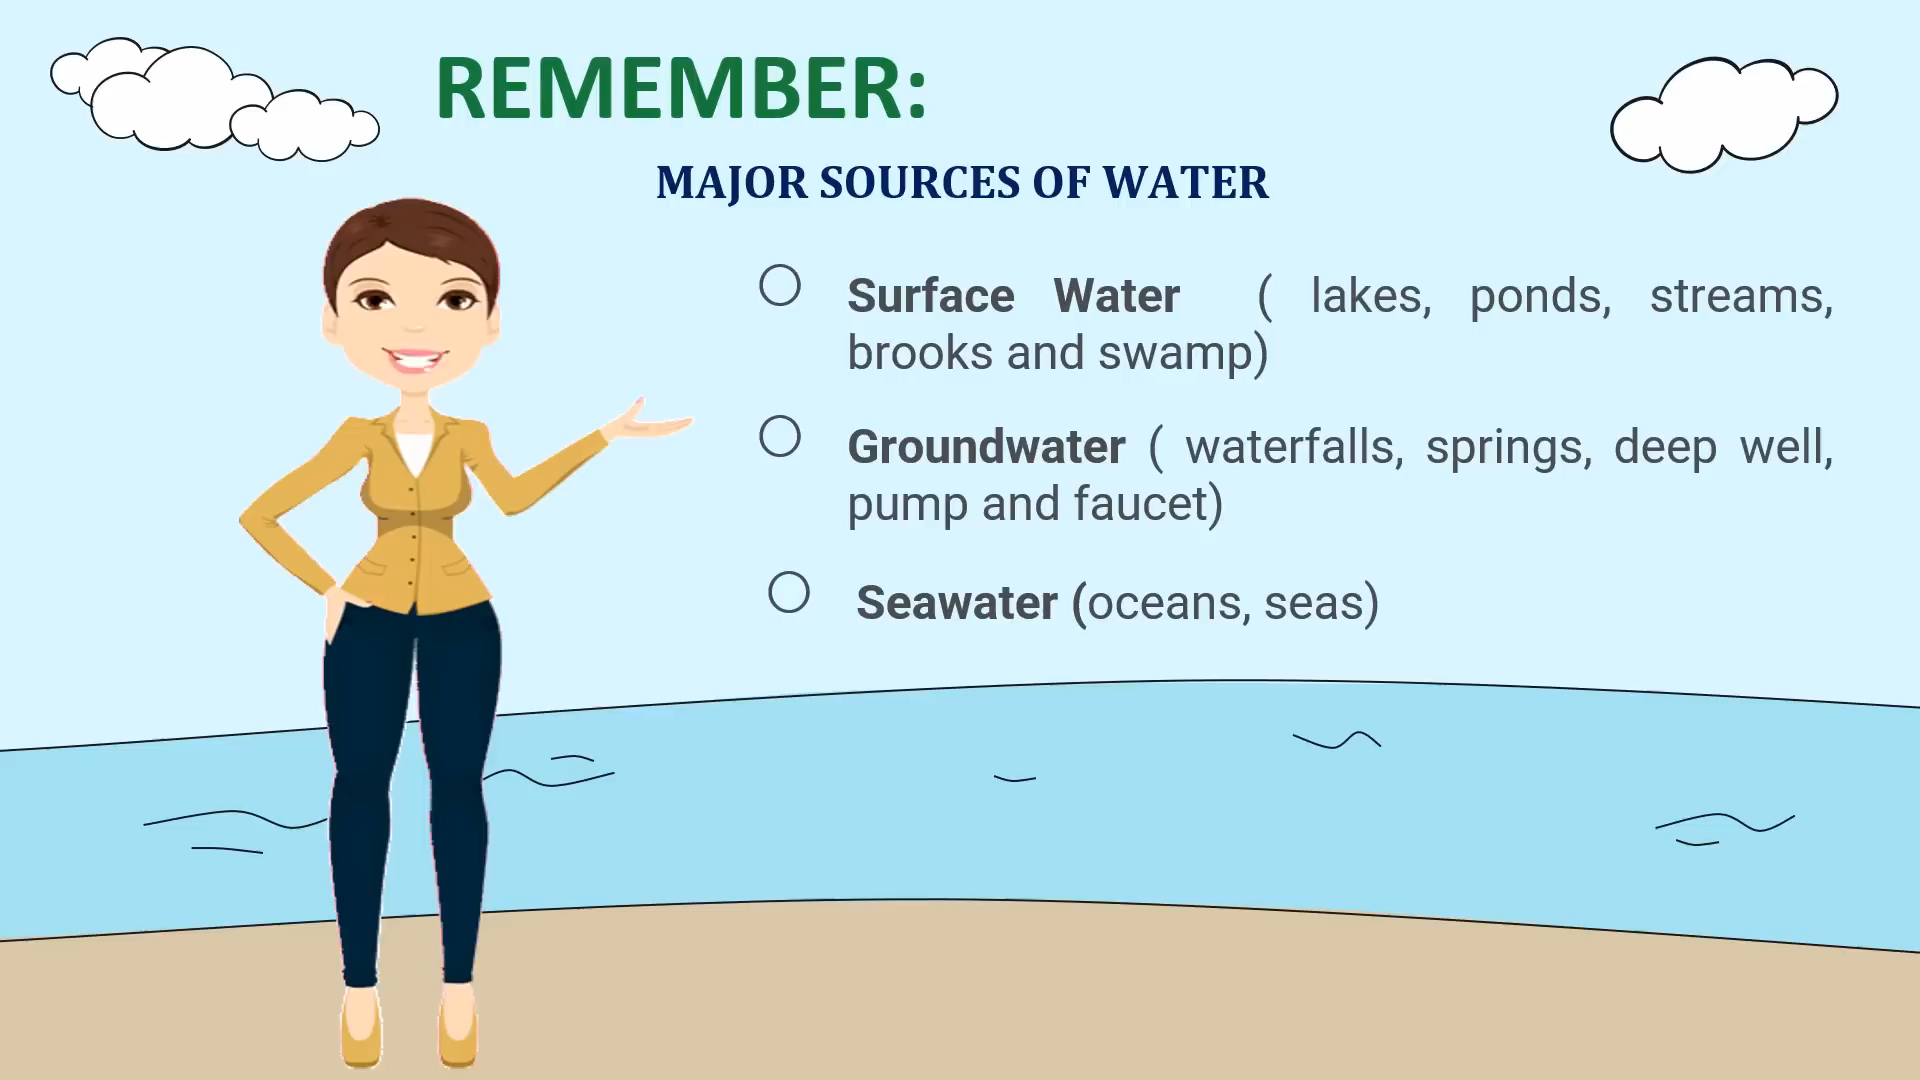 REMEMBER:
MAJOR SOURCES OF WATER
Surface Water ( lakes, ponds, streams,
brooks and swamp)
Groundwater ( waterfalls, springs, deep well,
pump and faucet)
Seawater (oceans, seas)